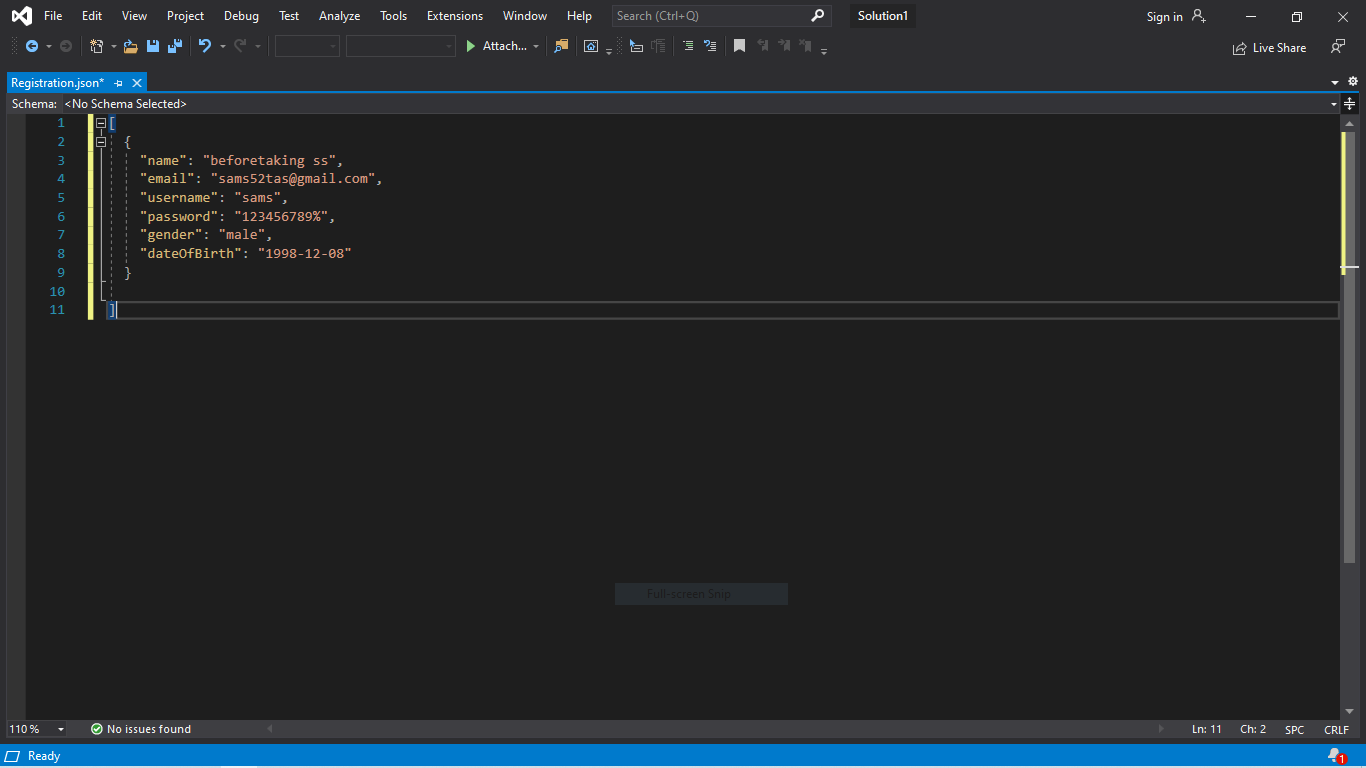 File Edit View Project Debug Test Analyze Tools Extensions Window Help Search (Ctrl+Q) Solution1 Sign in
Attach... Live Share
Registration.json*
Schema: <No Schema Selected>
1 [
2 {
3 "name": "beforetaking ss",
4 "email": "sams52tas@gmail.com",
5 "username": "sams",
6 "password": "123456789%",
7 "gender": "male",
8 "dateOfBirth": "1998-12-08"
9 }
10
11 ]
Full-screen Snip
110 % No issues found Ln: 11 Ch: 2 SPC CRLF
Ready 1